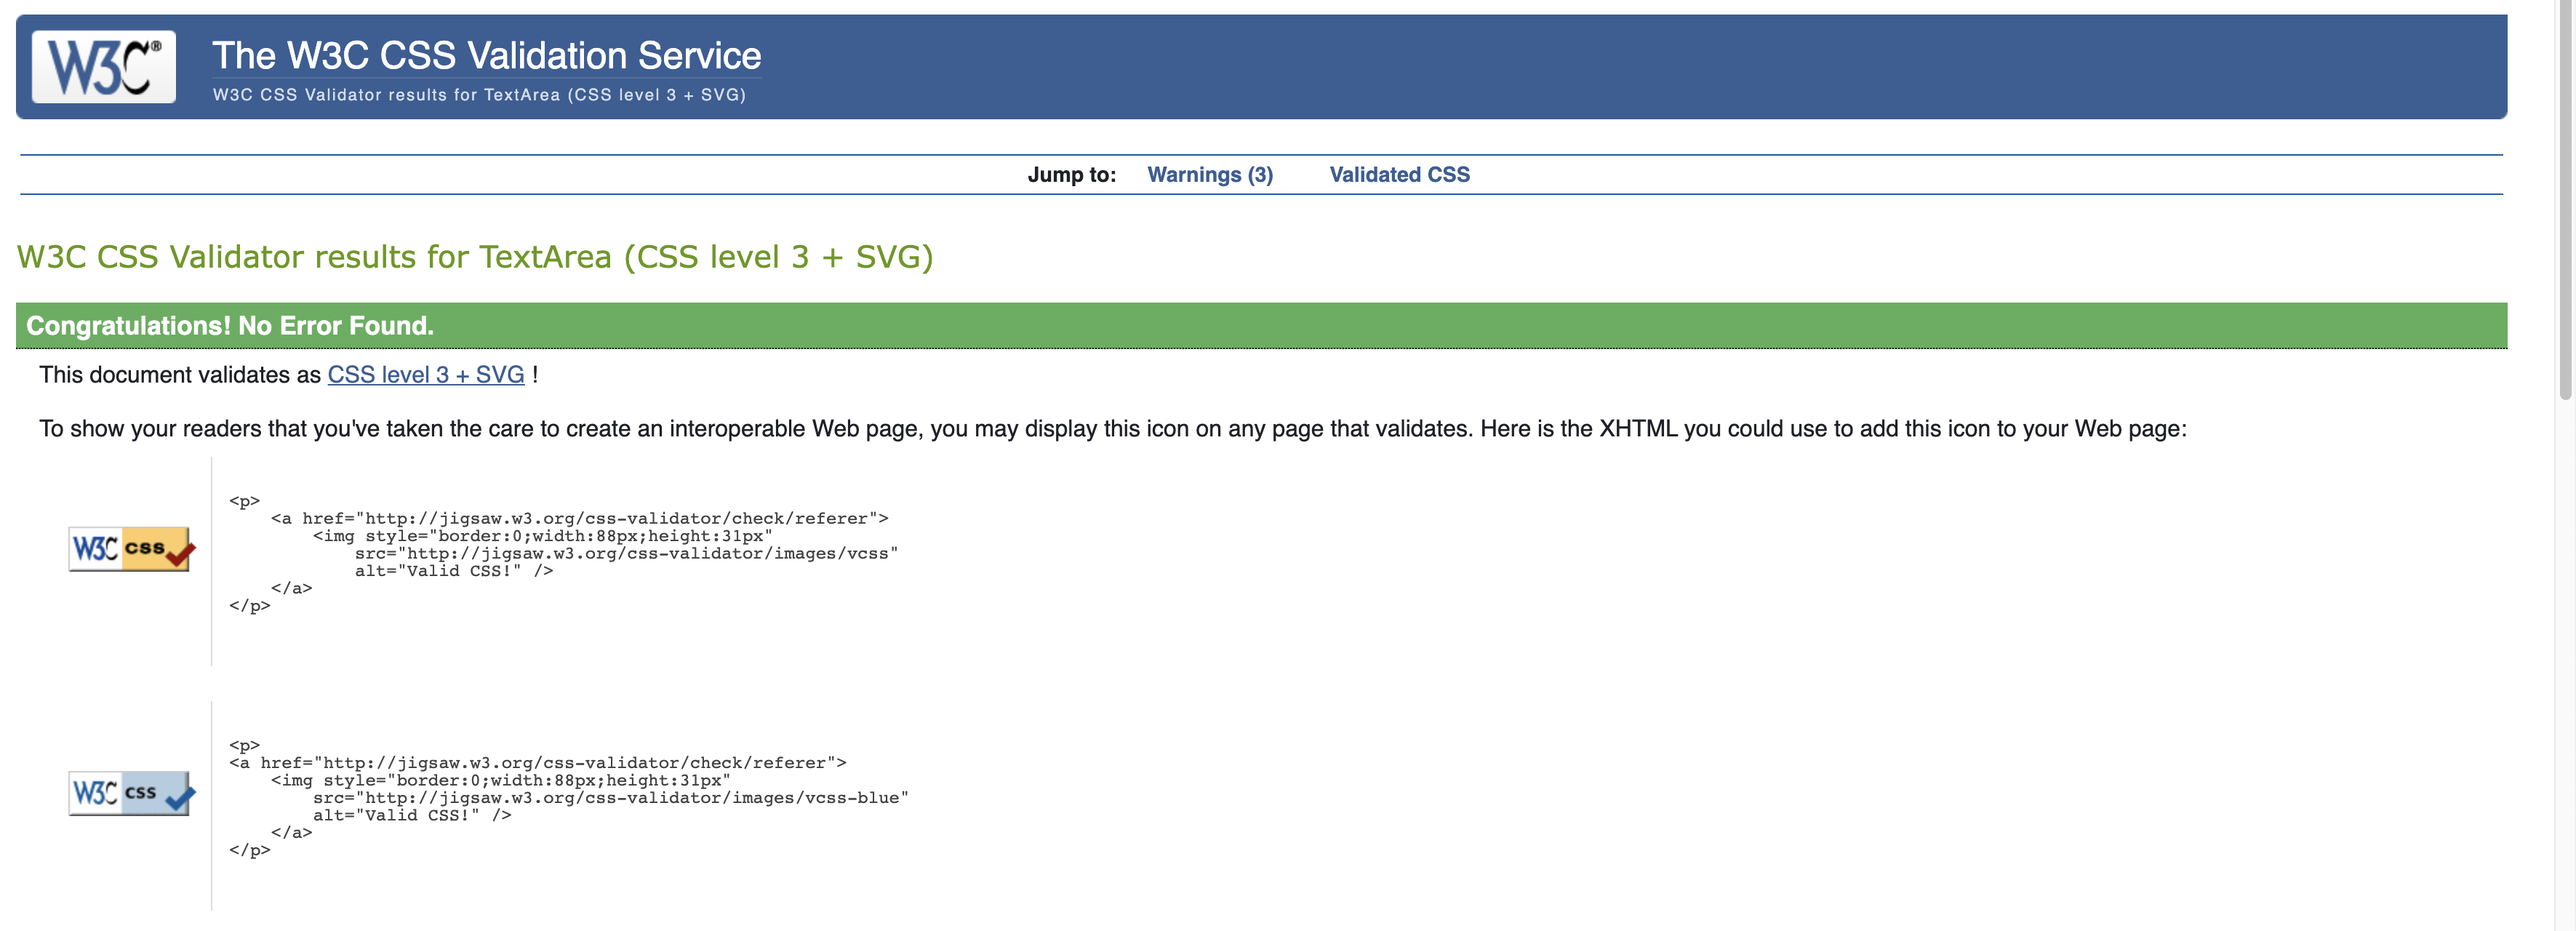 W3C®
The W3C CSS Validation Service
W3C CSS Validator results for TextArea (CSS level 3 + SVG)
Jump to: Warnings (3) Validated CSS
W3C CSS Validator results for TextArea (CSS level 3 + SVG)
Congratulations! No Error Found.
This document validates as CSS level 3 + SVG !
To show your readers that you've taken the care to create an interoperable Web page, you may display this icon on any page that validates. Here is the XHTML you could use to add this icon to your Web page:
W3C css
<p>
    <a href="http://jigsaw.w3.org/css-validator/check/referer">
        <img style="border:0;width:88px;height:31px"
            src="http://jigsaw.w3.org/css-validator/images/vcss"
            alt="Valid CSS!" />
    </a>
</p>
W3C css
<p>
<a href="http://jigsaw.w3.org/css-validator/check/referer">
    <img style="border:0;width:88px;height:31px"
        src="http://jigsaw.w3.org/css-validator/images/vcss-blue"
        alt="Valid CSS!" />
    </a>
</p>